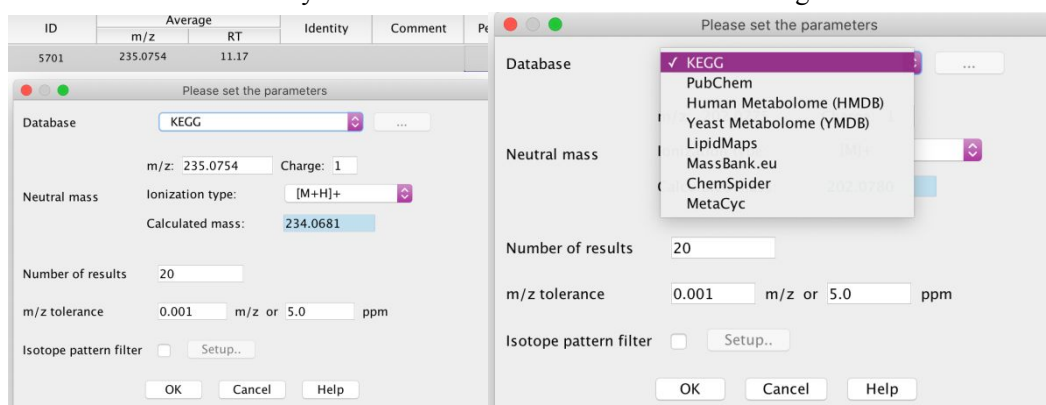 ID Average Identity Comment Pe
m/z RT
5701 235.0754 11.17
Please set the parameters
Database KEGG ...
m/z: 235.0754 Charge: 1
Neutral mass Ionization type: [M+H]+
Calculated mass: 234.0681
Number of results 20
m/z tolerance 0.001 m/z or 5.0 ppm
Isotope pattern filter Setup..
OK Cancel Help
Please set the parameters
Database ✓ KEGG ...
PubChem
Human Metabolome (HMDB)
Yeast Metabolome (YMDB)
LipidMaps
Neutral mass
MassBank.eu
ChemSpider
MetaCyc
Number of results 20
m/z tolerance 0.001 m/z or 5.0 ppm
Isotope pattern filter Setup..
OK Cancel Help